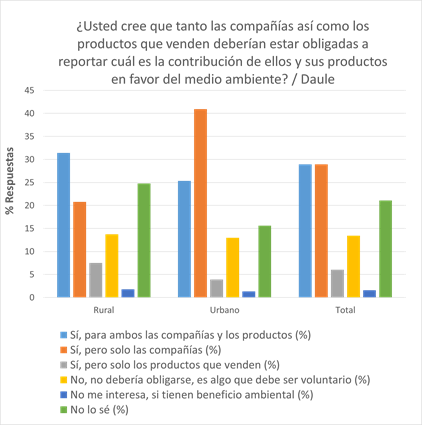 ¿Usted cree que tanto las compañías así como los
productos que venden deberían estar obligadas a
reportar cuál es la contribución de ellos y sus productos
en favor del medio ambiente? / Daule
45
40
35
30
25
20
15
10
5
0
% Respuestas
Rural
Urbano
Total
Sí, para ambos las compañías y los productos (%)
Sí, pero solo las compañías (%)
Sí, pero solo los productos que venden (%)
No, no debería obligarse, es algo que debe ser voluntario (%)
No me interesa, si tienen beneficio ambiental (%)
No lo sé (%)